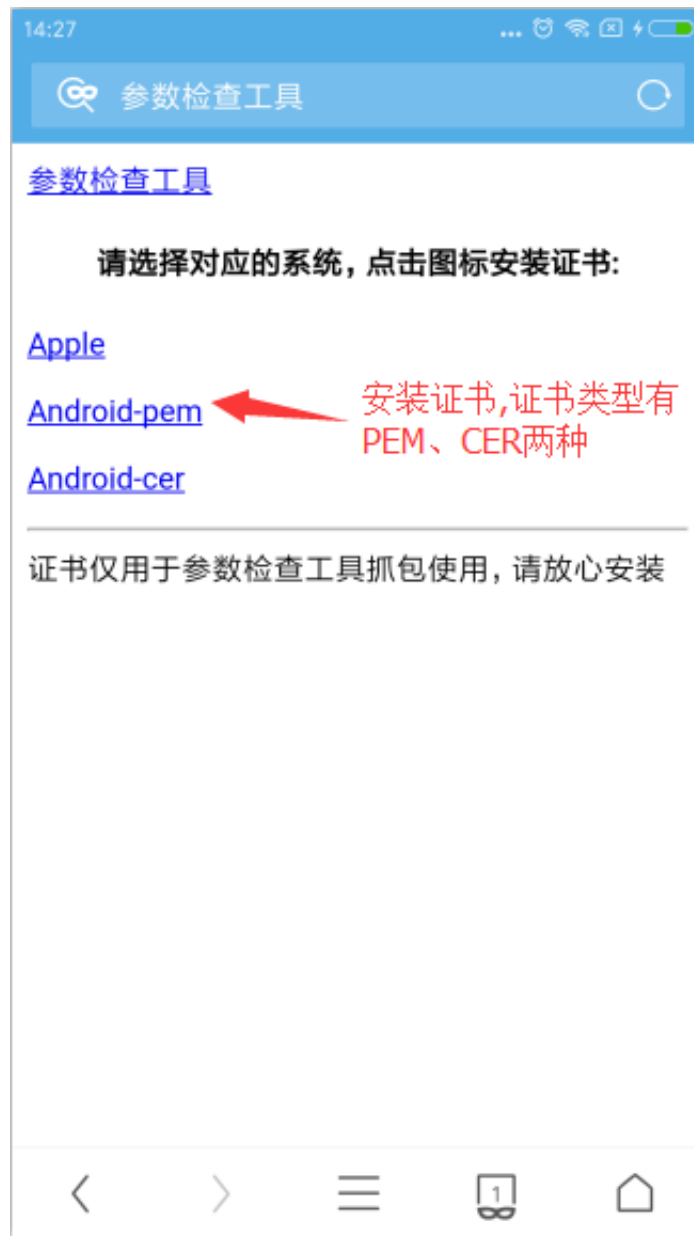 14:27
参数检查工具
参数检查工具
请选择对应的系统，点击图标安装证书:
Apple
Android-pem
安装证书,证书类型有
PEM、CER两种
Android-cer
证书仅用于参数检查工具抓包使用，请放心安装
1